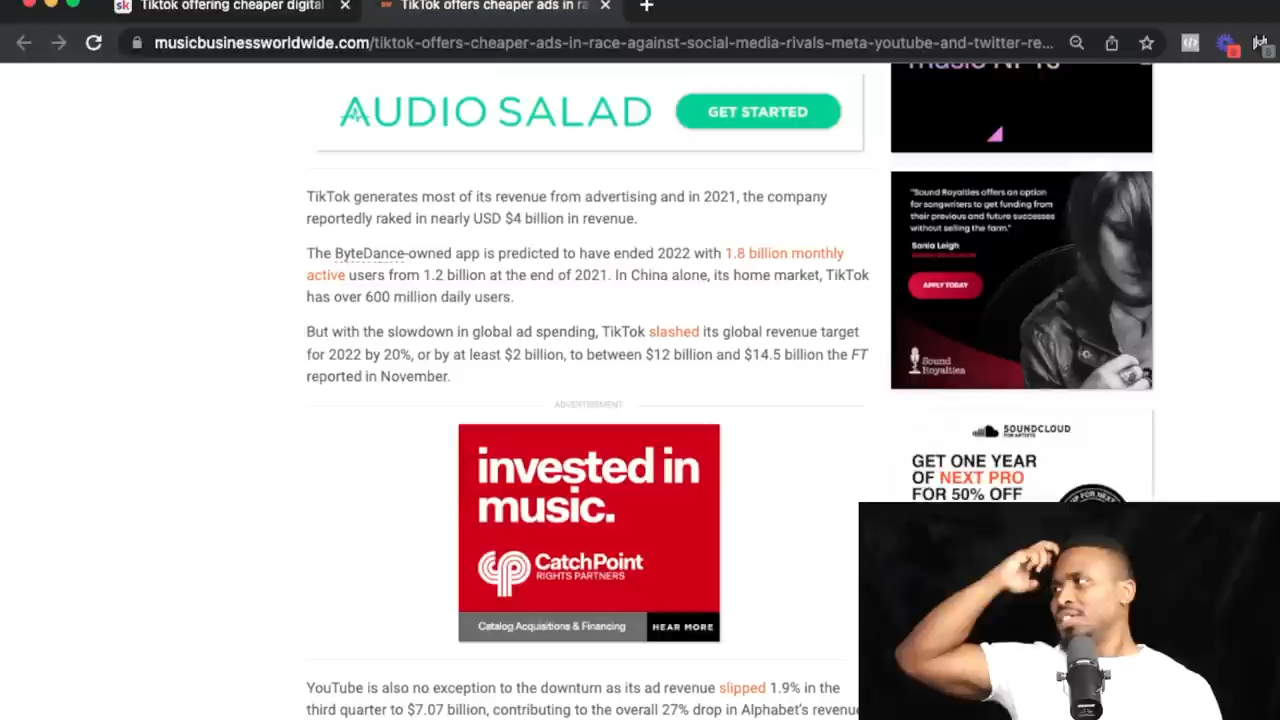 sk Tiktok offering cheaper digital
TikTok offers cheaper ads in ra
musicbusinessworldwide.com/tiktok-offers-cheaper-ads-in-race-against-social-media-rivals-meta-youtube-and-twitter-re...
AUDIO SALAD
GET STARTED
TikTok generates most of its revenue from advertising and in 2021, the company
reportedly raked in nearly USD $4 billion in revenue.
The ByteDance-owned app is predicted to have ended 2022 with 1.8 billion monthly
active users from 1.2 billion at the end of 2021. In China alone, its home market, TikTok
has over 600 million daily users.
But with the slowdown in global ad spending, TikTok slashed its global revenue target
for 2022 by 20%, or by at least $2 billion, to between $12 billion and $14.5 billion the FT
reported in November.
ADVERTISEMENT
invested in
music.
CatchPoint
RIGHTS PARTNERS
Catalog Acquisitions & Financing
HEAR MORE
YouTube is also no exception to the downturn as its ad revenue slipped 1.9% in the
third quarter to $7.07 billion, contributing to the overall 27% drop in Alphabet's revenue
music NFTs
"Sound Royalties offers an option
for songwriters to get funding from
their previous and future successes
without selling the farm."
Sonia Leigh
APPLY TODAY
Sound
Royalties
SOUNDCLOUD
FOR ARTISTS
GET ONE YEAR
OF NEXT PRO
FOR 50% OFF